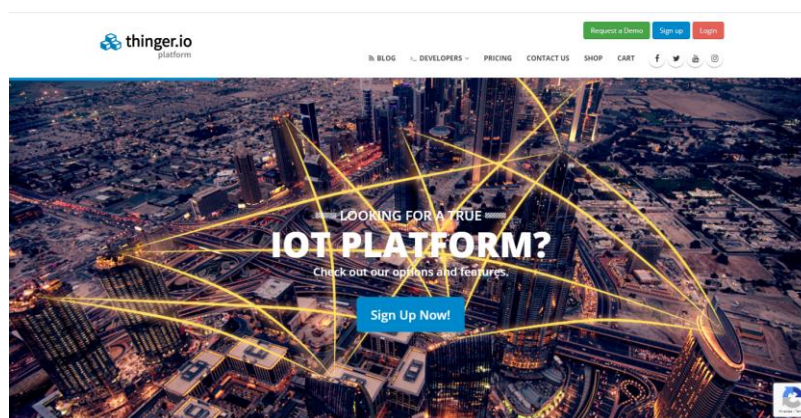 Request a Demo Sign up Login
thinger.io
platform
BLOG DEVELOPERS PRICING CONTACT US SHOP CART
LOOKING FOR A TRUE
IOT PLATFORM?
Check out our options and features.
Sign Up Now!